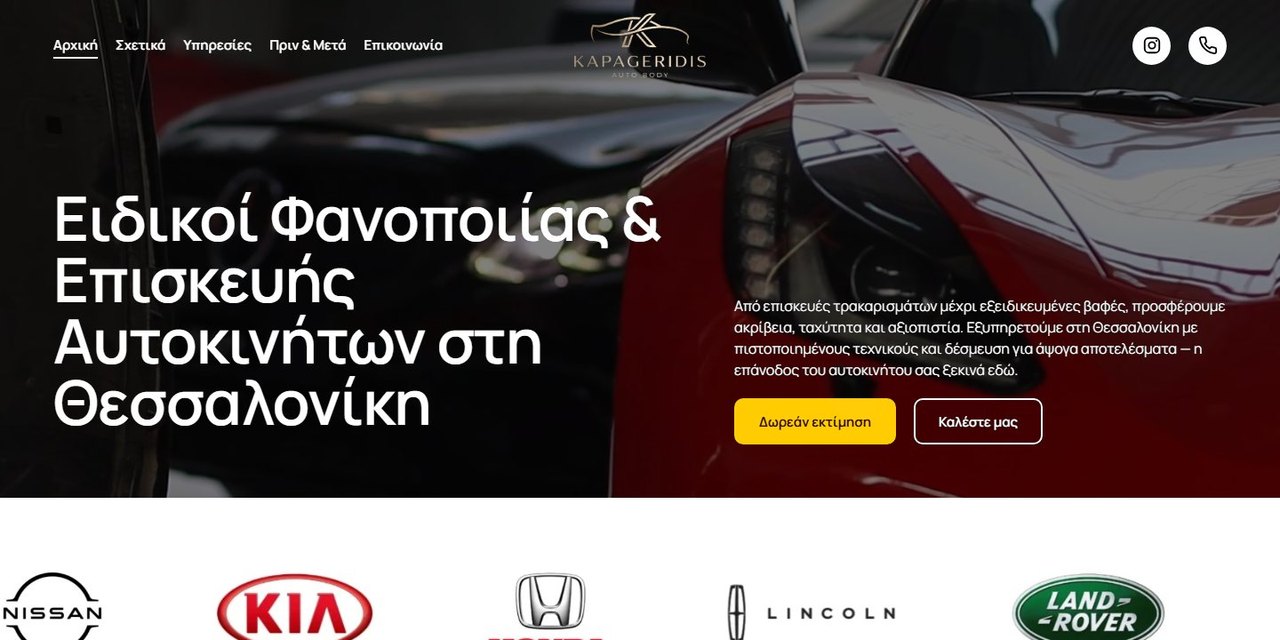 Αρχική Σχετικά Υπηρεσίες Πριν & Μετά Επικοινωνία
KAPAGERIDIS
AUTO BODY
Ειδικοί Φανοποιίας &
Επισκευής
Αυτοκινήτων στη
Θεσσαλονίκη
Από επισκευές τρακαρισμάτων μέχρι εξειδικευμένες βαφές, προσφέρουμε
ακρίβεια, ταχύτητα και αξιοπιστία. Εξυπηρετούμε στη Θεσσαλονίκη με
πιστοποιημένους τεχνικούς και δέσμευση για άψογα αποτελέσματα — η
επάνοδος του αυτοκινήτου σας ξεκινά εδώ.
Δωρεάν εκτίμηση Καλέστε μας
NISSAN
KIA
HONDA
LINCOLN
LAND
ROVER